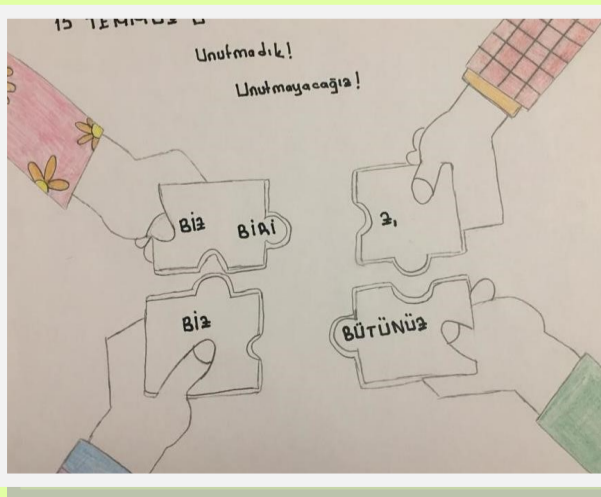 15 TEMMUZ'U
Unutmadık!
Unutmayacağız!
BİZ BİRİ
Z,
BİZ
BÜTÜNÜZ